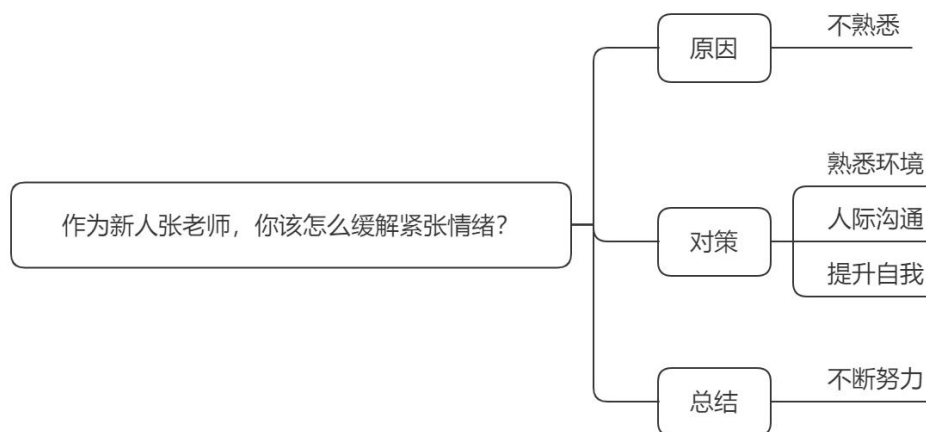 作为新人张老师，你该怎么缓解紧张情绪？
原因
不熟悉
对策
熟悉环境
人际沟通
提升自我
总结
不断努力